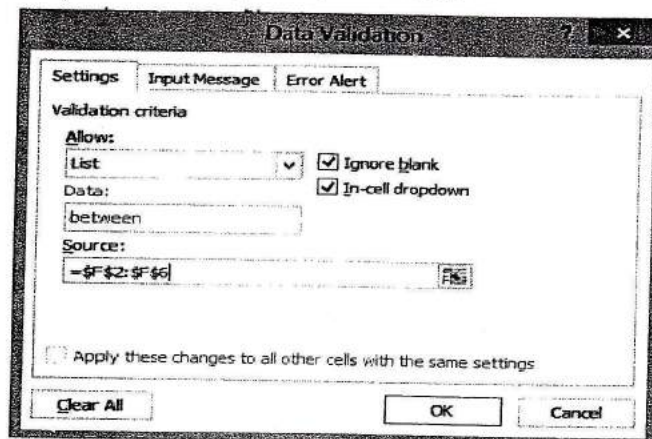 Data Validation ? ×
Settings Input Message Error Alert
Validation criteria
Allow:
List ✓ Ignore blank
Data: ✓ In-cell dropdown
between
Source:
=$F$2:$F$6
Apply these changes to all other cells with the same settings
Clear All OK Cancel